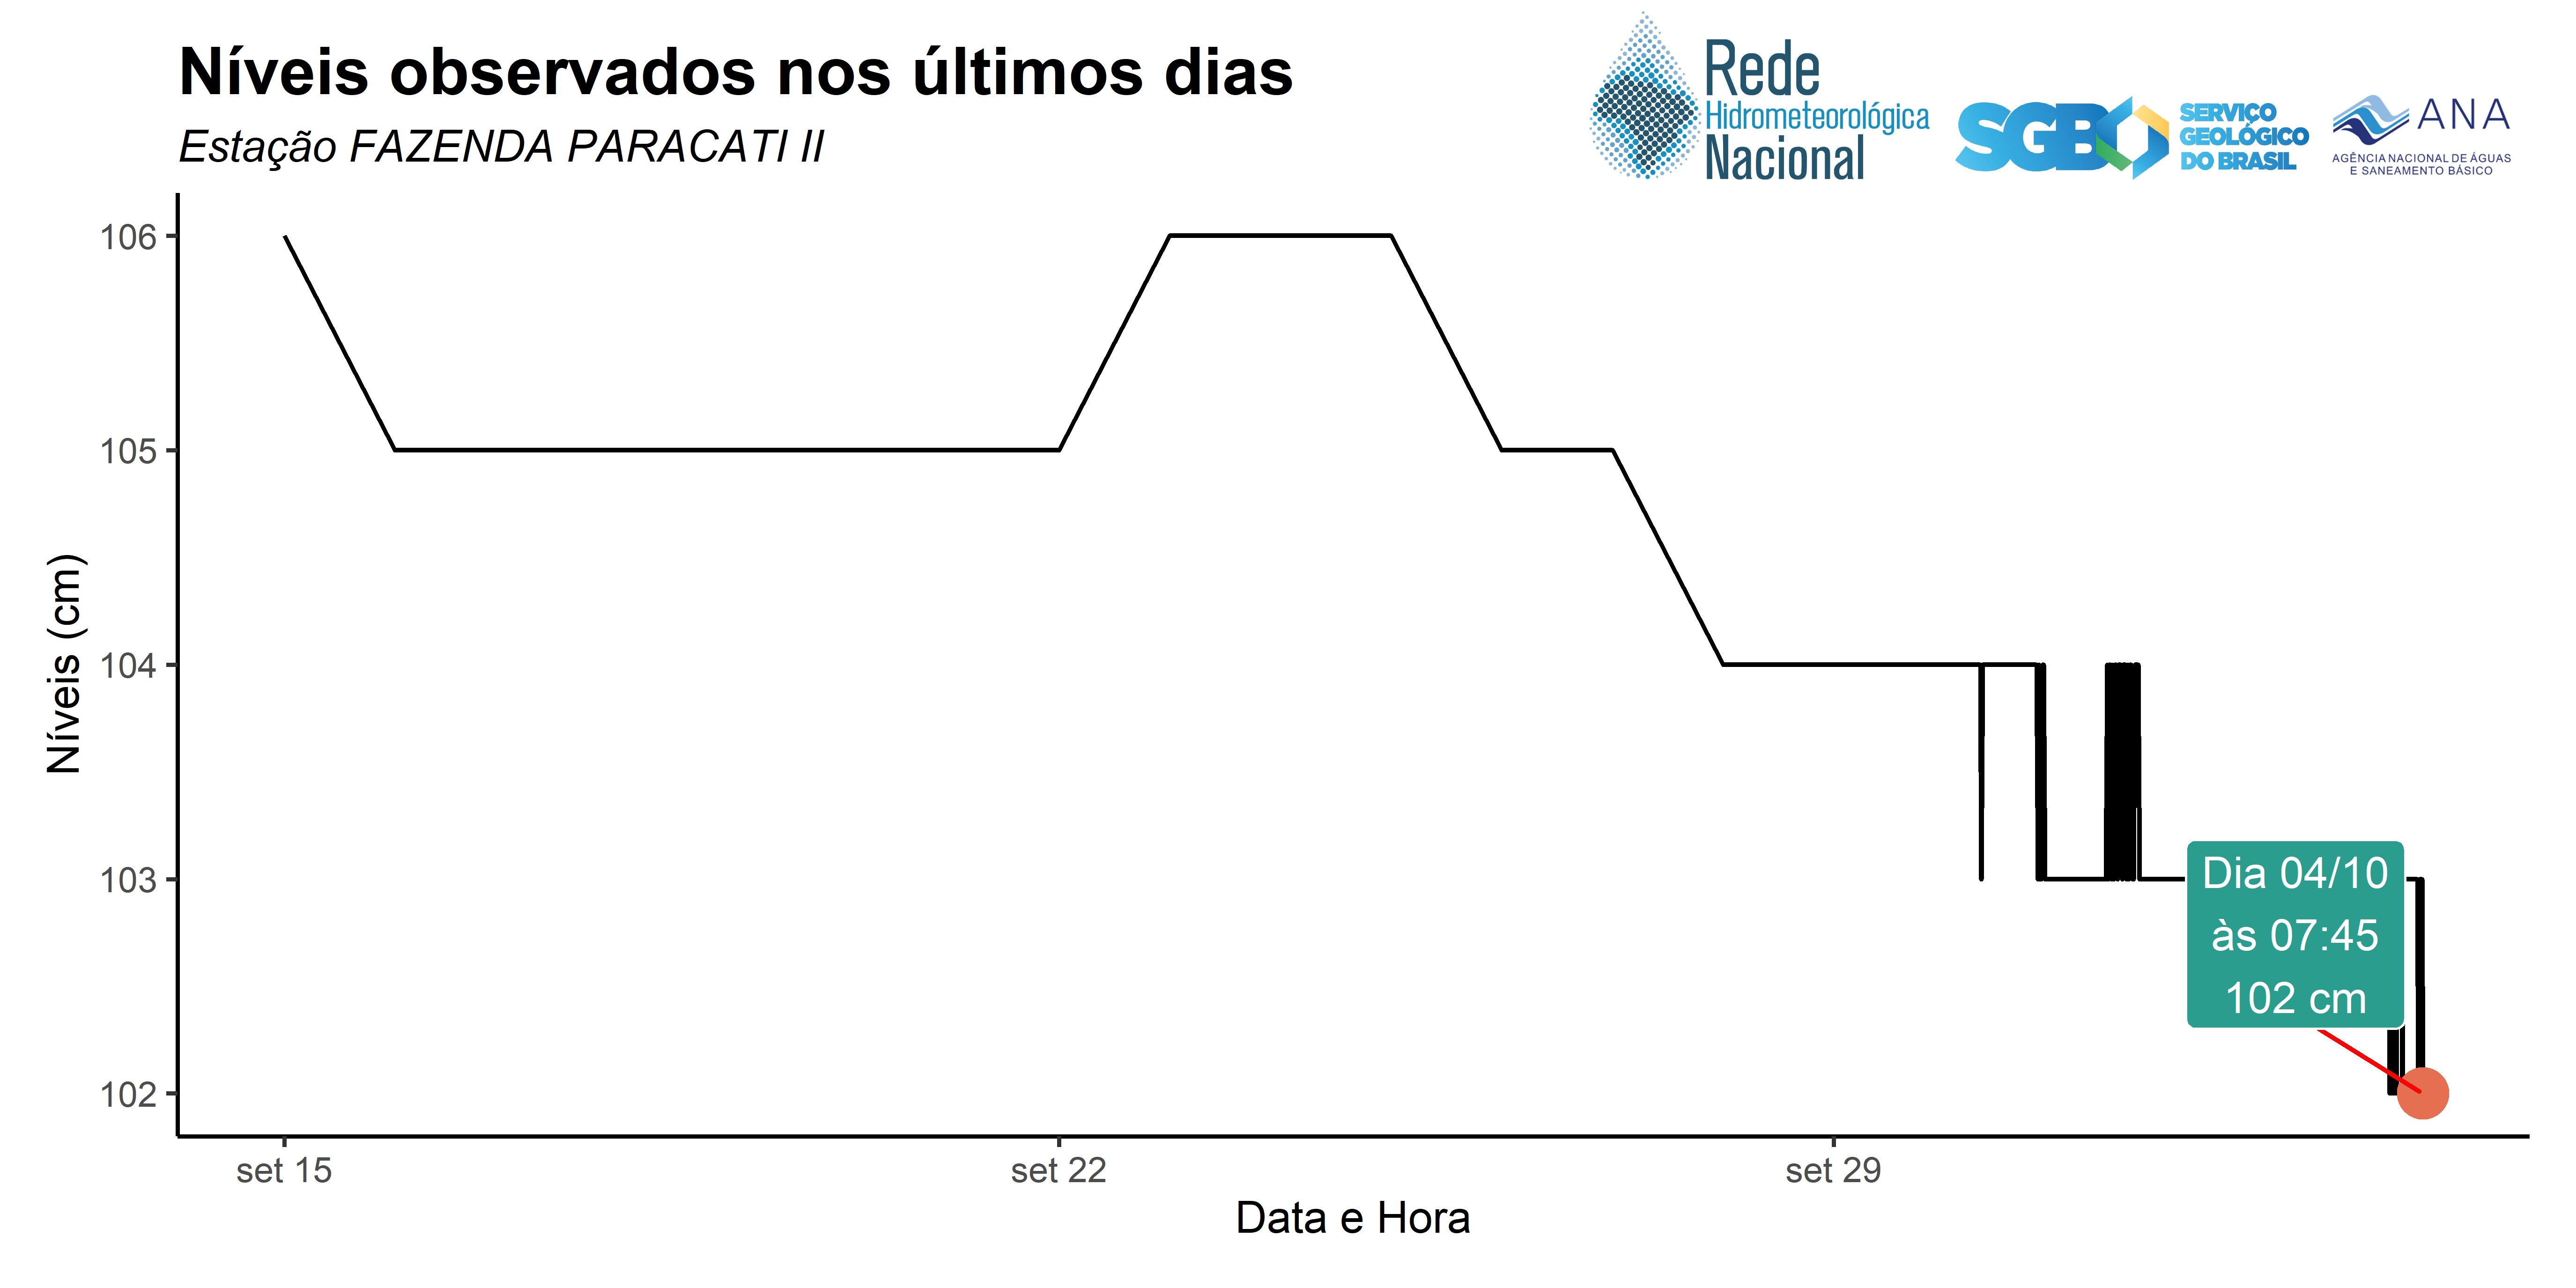 Níveis observados nos últimos dias
Estação FAZENDA PARACATI II
Rede
Hidrometeorológica
Nacional
SGB
SERVIÇO
GEOLÓGICO
DO BRASIL
ANA
AGÊNCIA NACIONAL DE ÁGUAS
E SANEAMENTO BÁSICO
Níveis (cm)
106
105
104
103
102
Dia 04/10
às 07:45
102 cm
set 15
set 22
set 29
Data e Hora